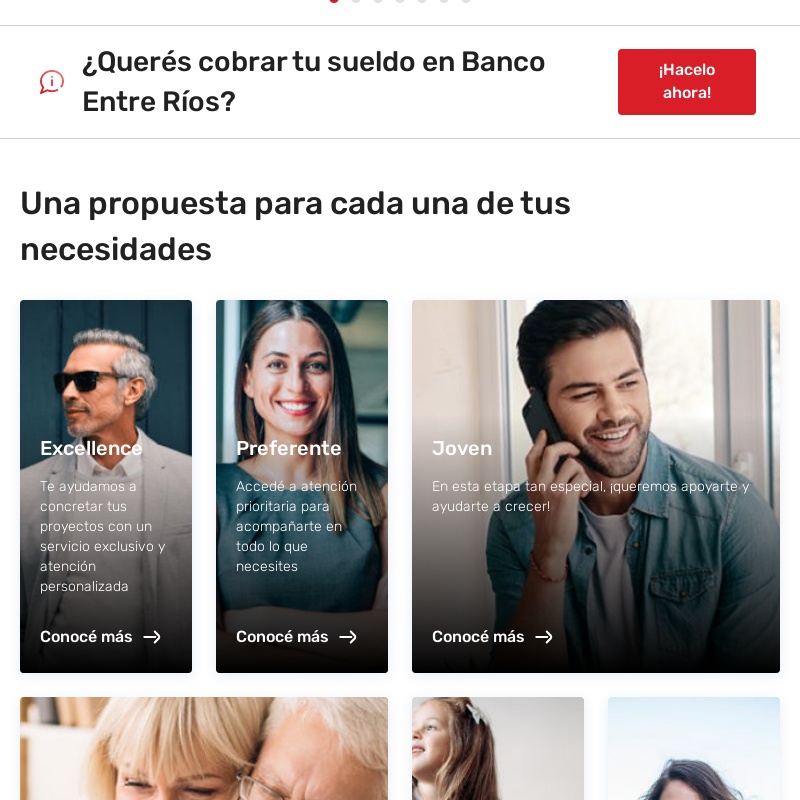 ¿Querés cobrar tu sueldo en Banco
Entre Ríos?
¡Hacelo
ahora!
Una propuesta para cada una de tus
necesidades
Excellence
Te ayudamos a
concretar tus
proyectos con un
servicio exclusivo y
atención
personalizada
Conocé más
Preferente
Accedé a atención
prioritaria para
acompañarte en
todo lo que
necesites
Conocé más
Joven
En esta etapa tan especial, ¡queremos apoyarte y
ayudarte a crecer!
Conocé más